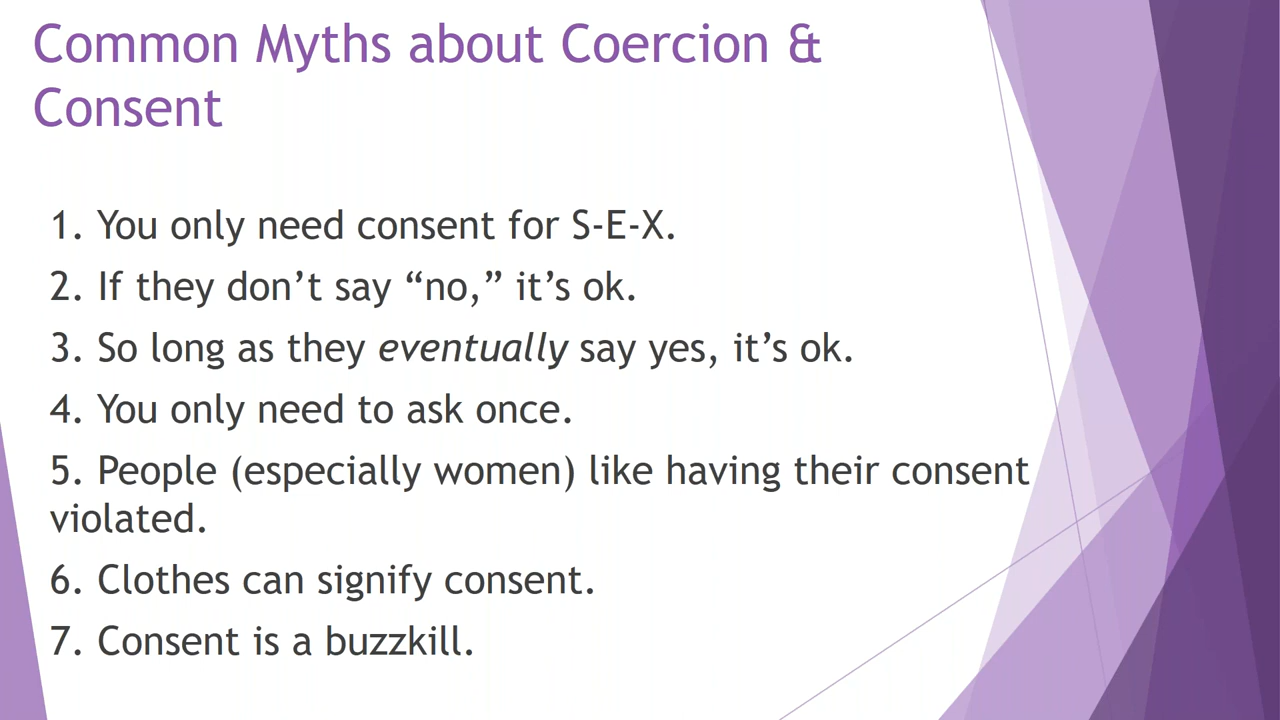 Common Myths about Coercion &
Consent
1. You only need consent for S-E-X.
2. If they don’t say “no,” it’s ok.
3. So long as they eventually say yes, it’s ok.
4. You only need to ask once.
5. People (especially women) like having their consent
violated.
6. Clothes can signify consent.
7. Consent is a buzzkill.